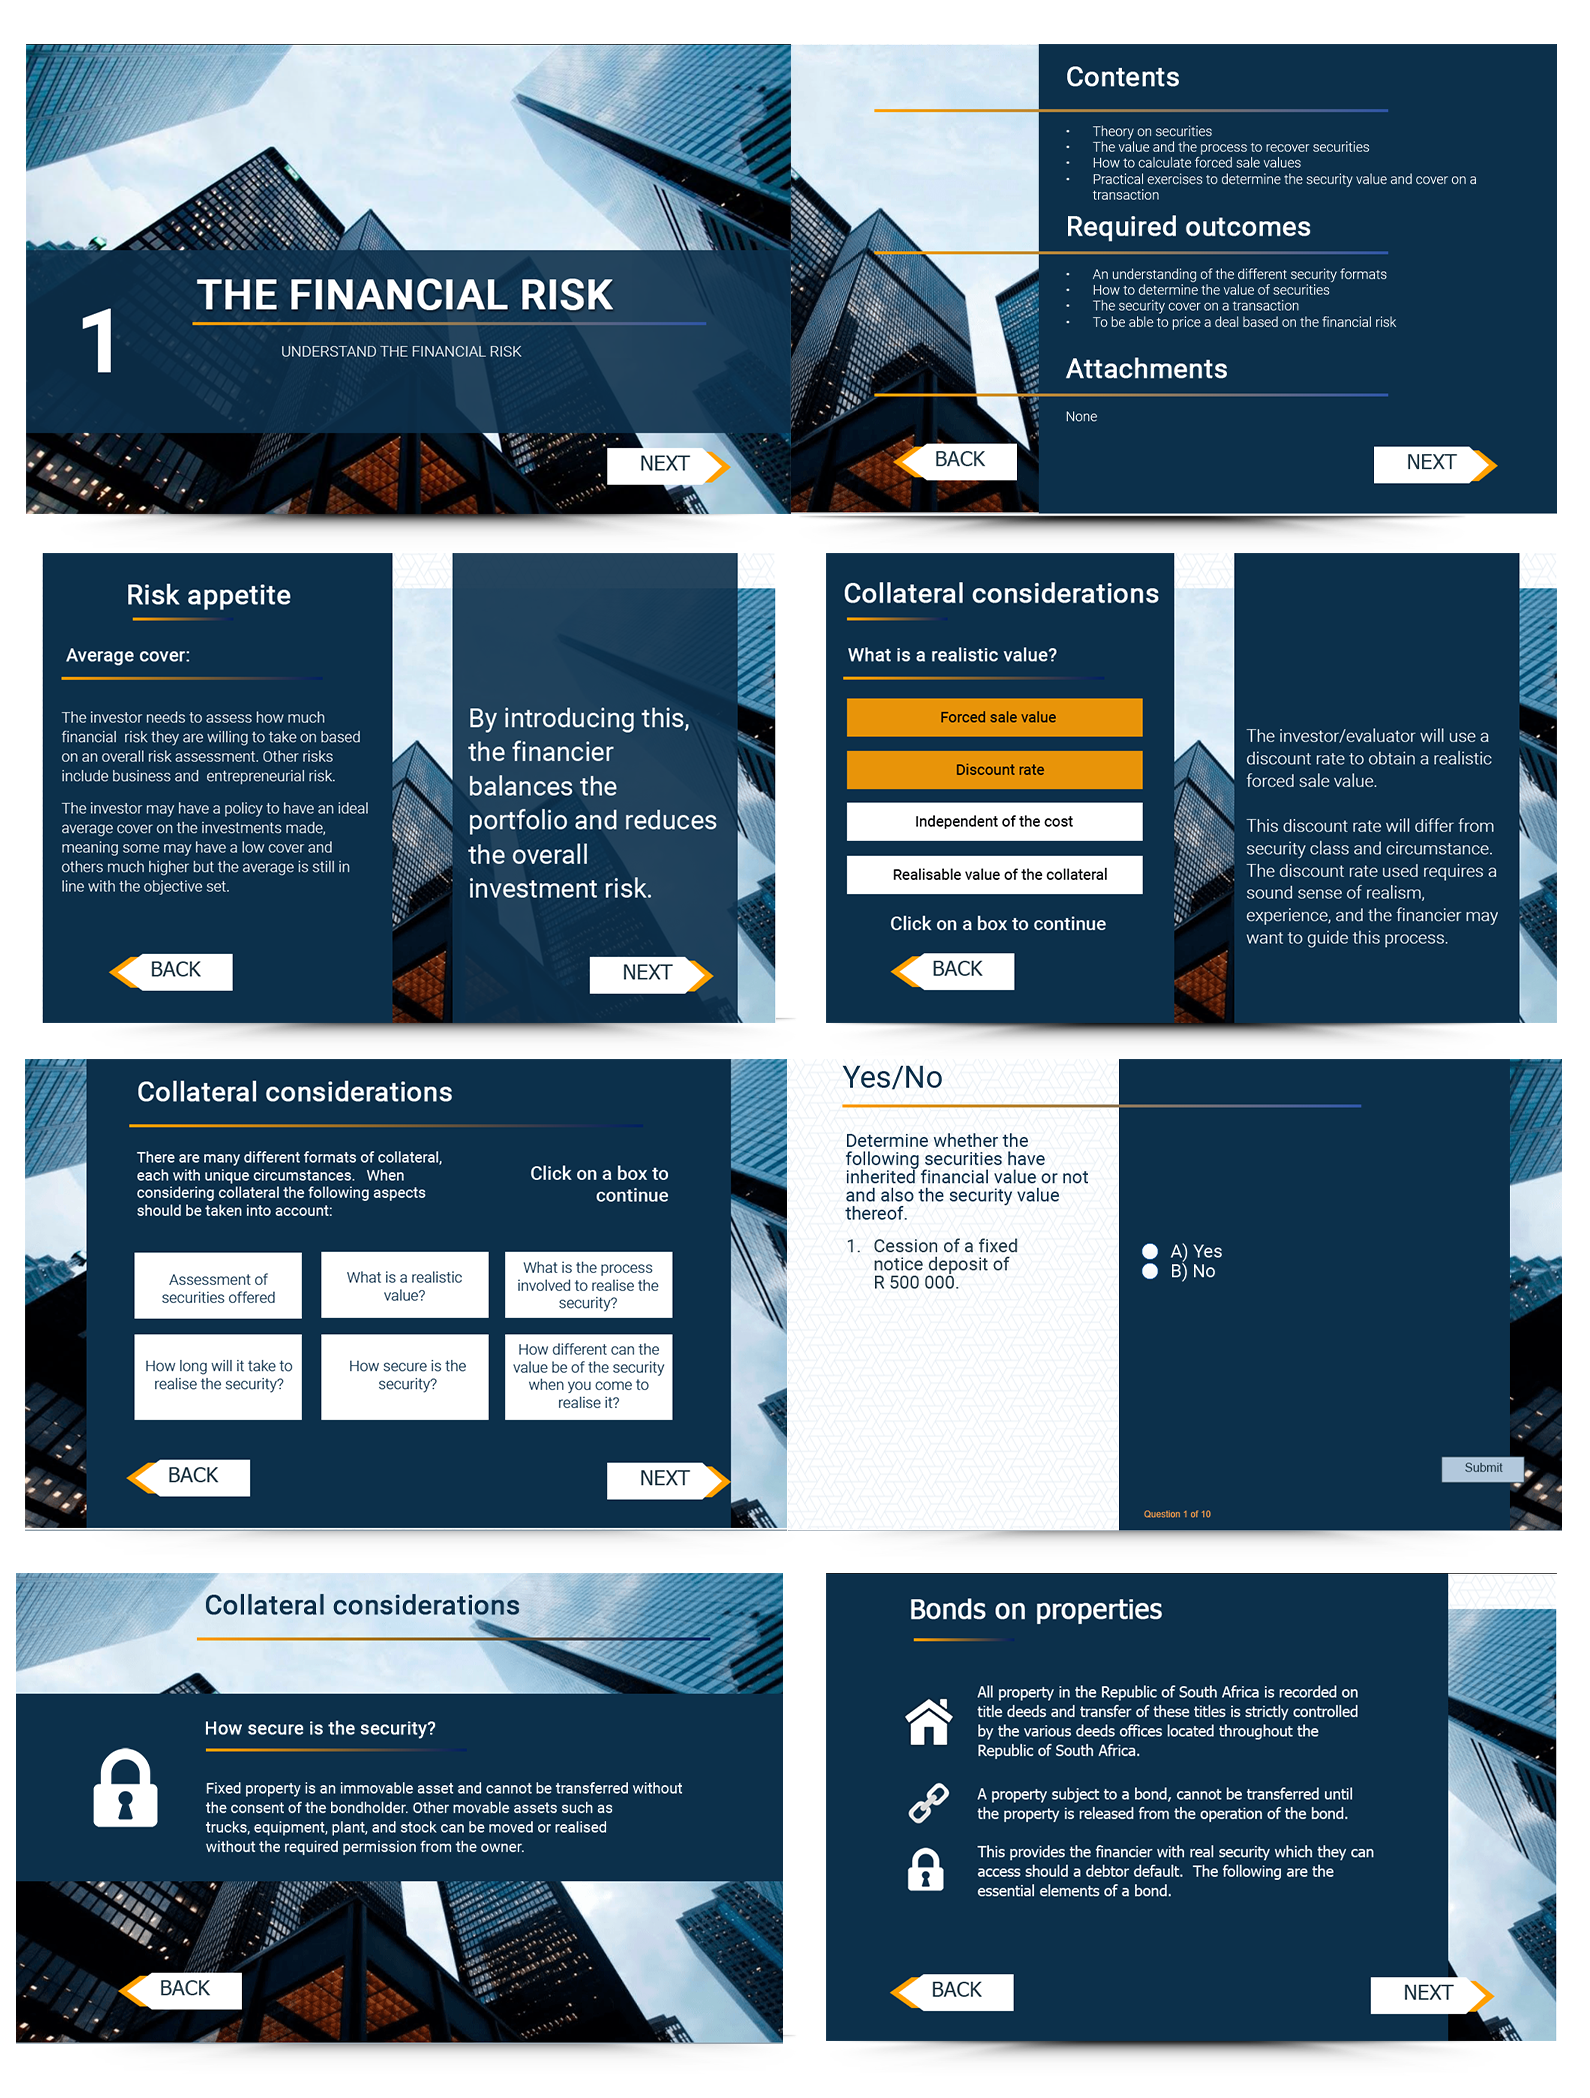 1
THE FINANCIAL RISK
UNDERSTAND THE FINANCIAL RISK
NEXT
Contents
• Theory on securities
• The value and the process to recover securities
• How to calculate forced sale values
• Practical exercises to determine the security value and cover on a
transaction
Required outcomes
• An understanding of the different security formats
• How to determine the value of securities
• The security cover on a transaction
• To be able to price a deal based on the financial risk
Attachments
None
BACK
NEXT
Risk appetite
Average cover:
The investor needs to assess how much
financial risk they are willing to take on based
on an overall risk assessment. Other risks
include business and entrepreneurial risk.
The investor may have a policy to have an ideal
average cover on the investments made,
meaning some may have a low cover and
others much higher but the average is still in
line with the objective set.
BACK
By introducing this,
the financier
balances the
portfolio and reduces
the overall
investment risk.
NEXT
Collateral considerations
What is a realistic value?
Forced sale value
Discount rate
Independent of the cost
Realisable value of the collateral
Click on a box to continue
BACK
The investor/evaluator will use a
discount rate to obtain a realistic
forced sale value.
This discount rate will differ from
security class and circumstance.
The discount rate used requires a
sound sense of realism,
experience, and the financier may
want to guide this process.
Collateral considerations
There are many different formats of collateral,
each with unique circumstances. When
considering collateral the following aspects
should be taken into account:
Click on a box to
continue
Assessment of
securities offered
What is a realistic
value?
What is the process
involved to realise the
security?
How long will it take to
realise the security?
How secure is the
security?
How different can the
value be of the security
when you come to
realise it?
BACK
NEXT
Yes/No
Determine whether the
following securities have
inherited financial value or not
and also the security value
thereof.
1. Cession of a fixed
notice deposit of
R 500 000.
A) Yes
B) No
Submit
Question 1 of 10
Collateral considerations
How secure is the security?
Fixed property is an immovable asset and cannot be transferred without
the consent of the bondholder. Other movable assets such as
trucks, equipment, plant, and stock can be moved or realised
without the required permission from the owner.
BACK
Bonds on properties
All property in the Republic of South Africa is recorded on
title deeds and transfer of these titles is strictly controlled
by the various deeds offices located throughout the
Republic of South Africa.
A property subject to a bond, cannot be transferred until
the property is released from the operation of the bond.
This provides the financier with real security which they can
access should a debtor default. The following are the
essential elements of a bond.
BACK
NEXT